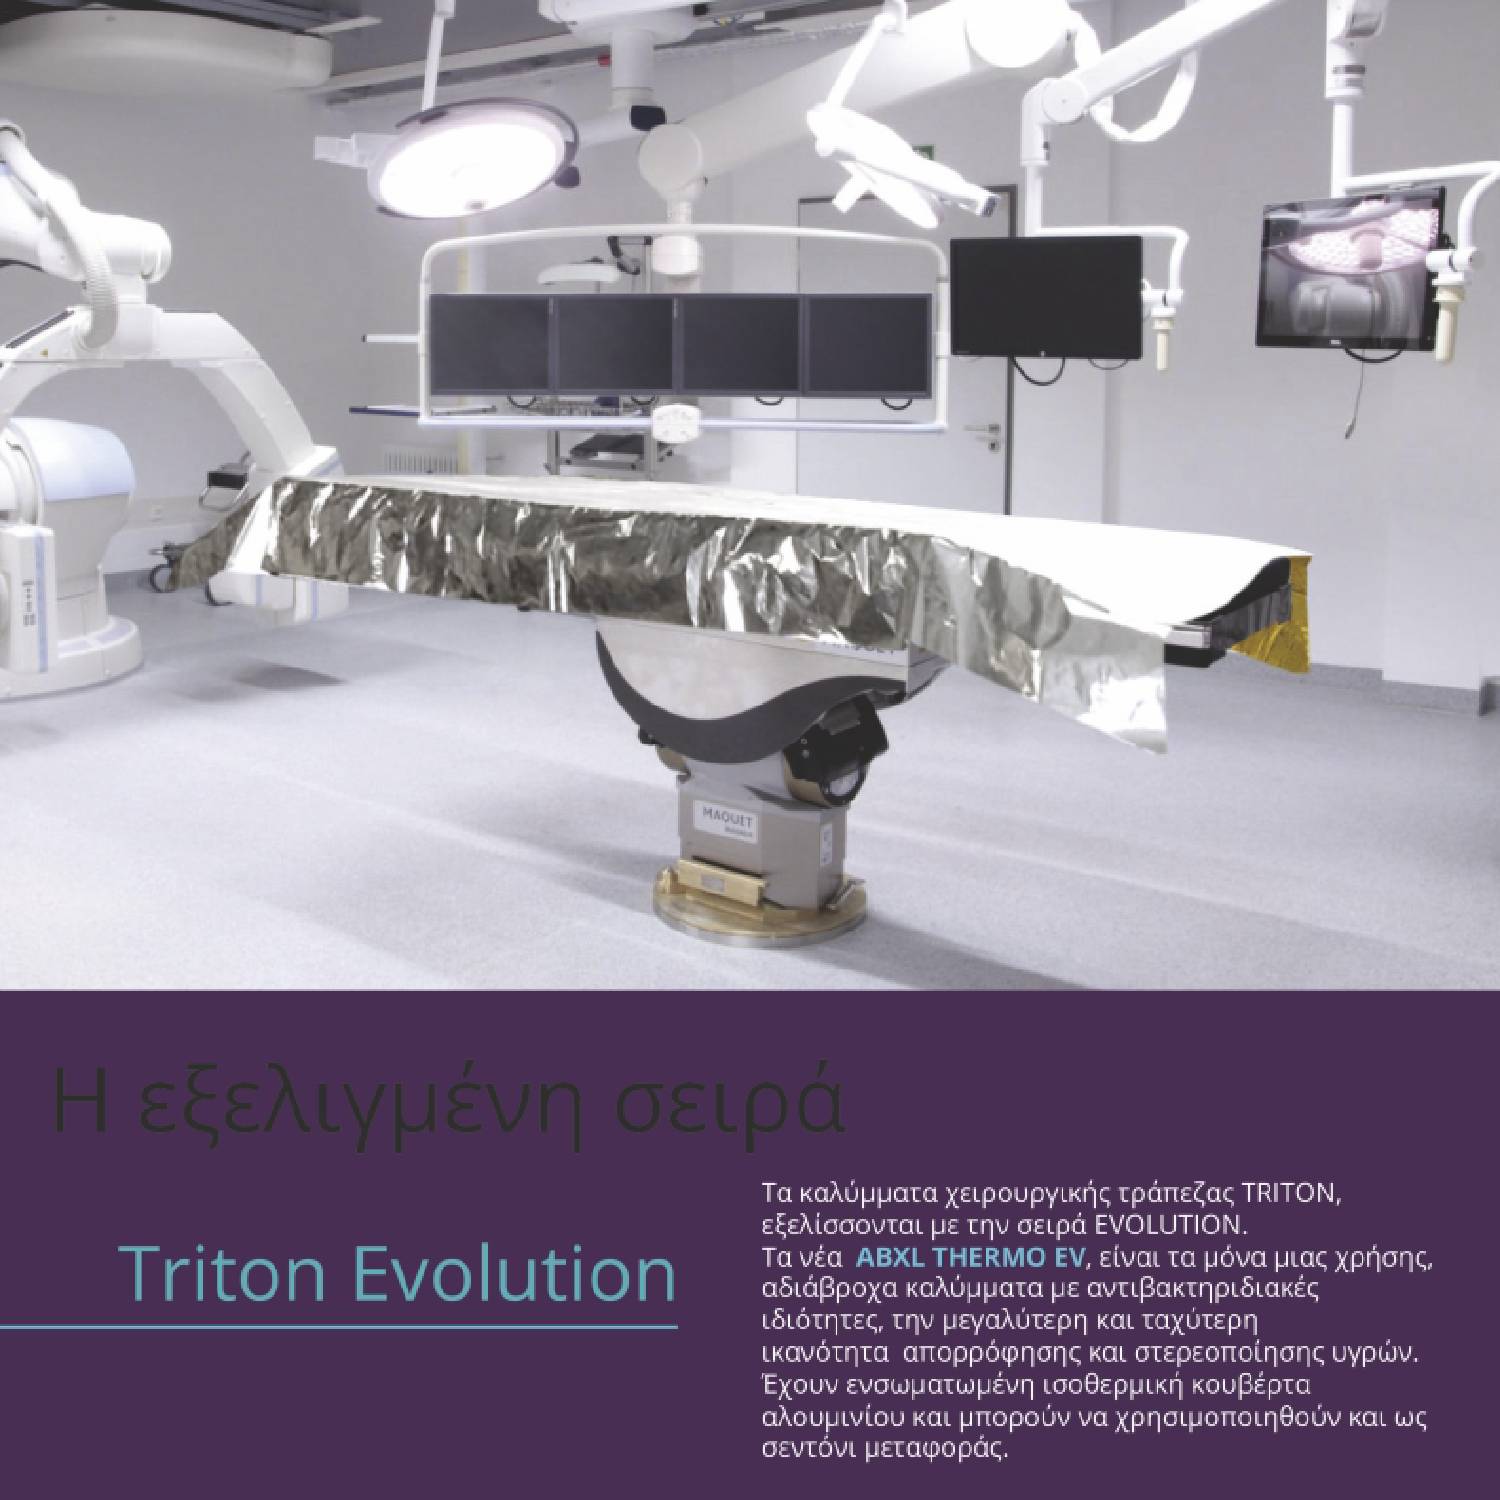 MAQUET
Η εξελιγμένη σειρά
Triton Evolution
Τα καλύμματα χειρουργικής τράπεζας TRITON,
εξελίσσονται με την σειρά EVOLUTION.
Τα νέα ABXL THERMO EV, είναι τα μόνα μιας χρήσης,
αδιάβροχα καλύμματα με αντιβακτηριδιακές
ιδιότητες, την μεγαλύτερη και ταχύτερη
ικανότητα απορρόφησης και στερεοποίησης υγρών.
Έχουν ενσωματωμένη ισοθερμική κουβέρτα
αλουμινίου και μπορούν να χρησιμοποιηθούν και ως
σεντόνι μεταφοράς.